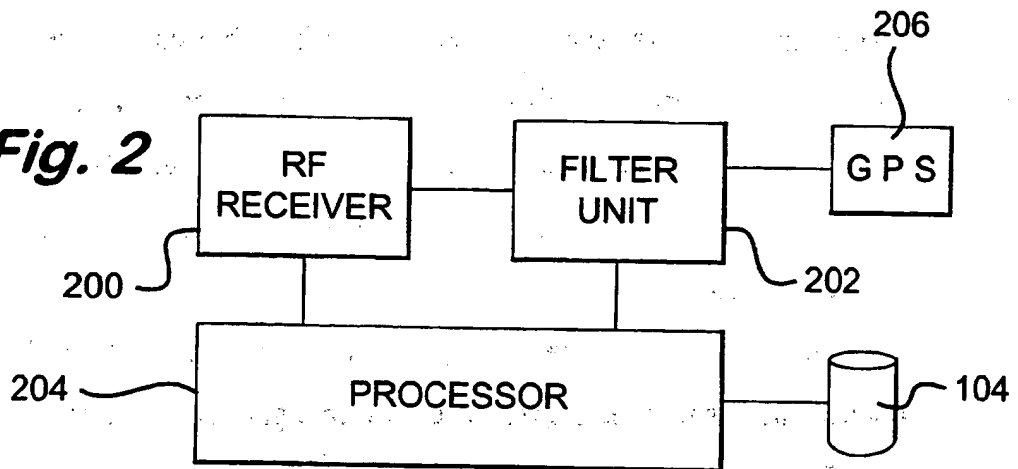 206
Fig. 2
RF
RECEIVER
FILTER
UNIT
G P S
200
202
204
PROCESSOR
104